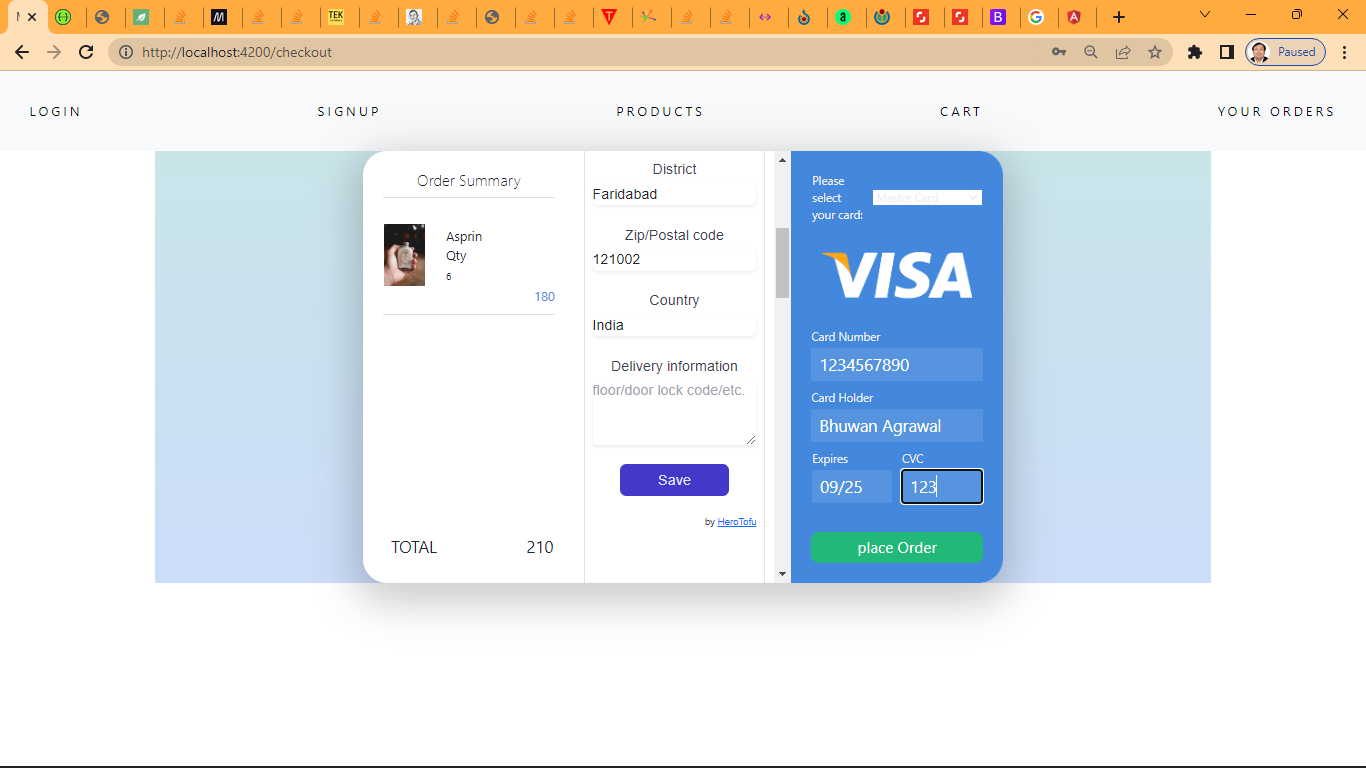 http://localhost:4200/checkout
Paused
LOGIN
SIGNUP
PRODUCTS
CART
YOUR ORDERS
Order Summary
Asprin
Qty
6
180
TOTAL
210
District
Faridabad
Zip/Postal code
121002
Country
India
Delivery information
floor/door lock code/etc.
Save
by HeroTofu
Please
select
your card:
Master Card
VISA
Card Number
1234567890
Card Holder
Bhuwan Agrawal
Expires
CVC
09/25
123
place Order